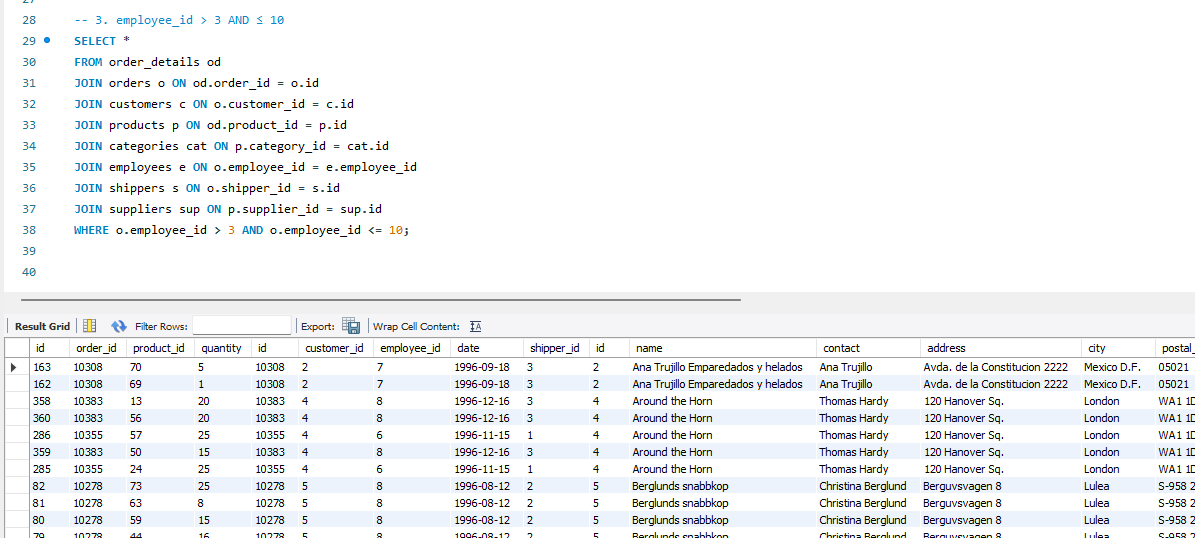 28 -- 3. employee_id > 3 AND ≤ 10
29 SELECT *
30 FROM order_details od
31 JOIN orders o ON od.order_id = o.id
32 JOIN customers c ON o.customer_id = c.id
33 JOIN products p ON od.product_id = p.id
34 JOIN categories cat ON p.category_id = cat.id
35 JOIN employees e ON o.employee_id = e.employee_id
36 JOIN shippers s ON o.shipper_id = s.id
37 JOIN suppliers sup ON p.supplier_id = sup.id
38 WHERE o.employee_id > 3 AND o.employee_id <= 10;
39
40
Result Grid Filter Rows: Export: Wrap Cell Content:
id order_id product_id quantity id customer_id employee_id date shipper_id id name contact address city postal_
163 10308 70 5 10308 2 7 1996-09-18 3 2 Ana Trujillo Emparedados y helados Ana Trujillo Avda. de la Constitucion 2222 Mexico D.F. 05021
162 10308 69 1 10308 2 7 1996-09-18 3 2 Ana Trujillo Emparedados y helados Ana Trujillo Avda. de la Constitucion 2222 Mexico D.F. 05021
358 10383 13 20 10383 4 8 1996-12-16 3 4 Around the Horn Thomas Hardy 120 Hanover Sq. London WA1 1D
360 10383 56 20 10383 4 8 1996-12-16 3 4 Around the Horn Thomas Hardy 120 Hanover Sq. London WA1 1D
286 10355 57 25 10355 4 6 1996-11-15 1 4 Around the Horn Thomas Hardy 120 Hanover Sq. London WA1 1D
359 10383 50 15 10383 4 8 1996-12-16 3 4 Around the Horn Thomas Hardy 120 Hanover Sq. London WA1 1D
285 10355 24 25 10355 4 6 1996-11-15 1 4 Around the Horn Thomas Hardy 120 Hanover Sq. London WA1 1D
82 10278 73 25 10278 5 8 1996-08-12 2 5 Berglunds snabbkop Christina Berglund Berguvsvagen 8 Lulea S-958 2
81 10278 63 8 10278 5 8 1996-08-12 2 5 Berglunds snabbkop Christina Berglund Berguvsvagen 8 Lulea S-958 2
80 10278 59 15 10278 5 8 1996-08-12 2 5 Berglunds snabbkop Christina Berglund Berguvsvagen 8 Lulea S-958 2
79 10278 44 16 10278 5 8 1996-08-12 2 5 Berglunds snabbkop Christina Berglund Berguvsvagen 8 Lulea S-958 2